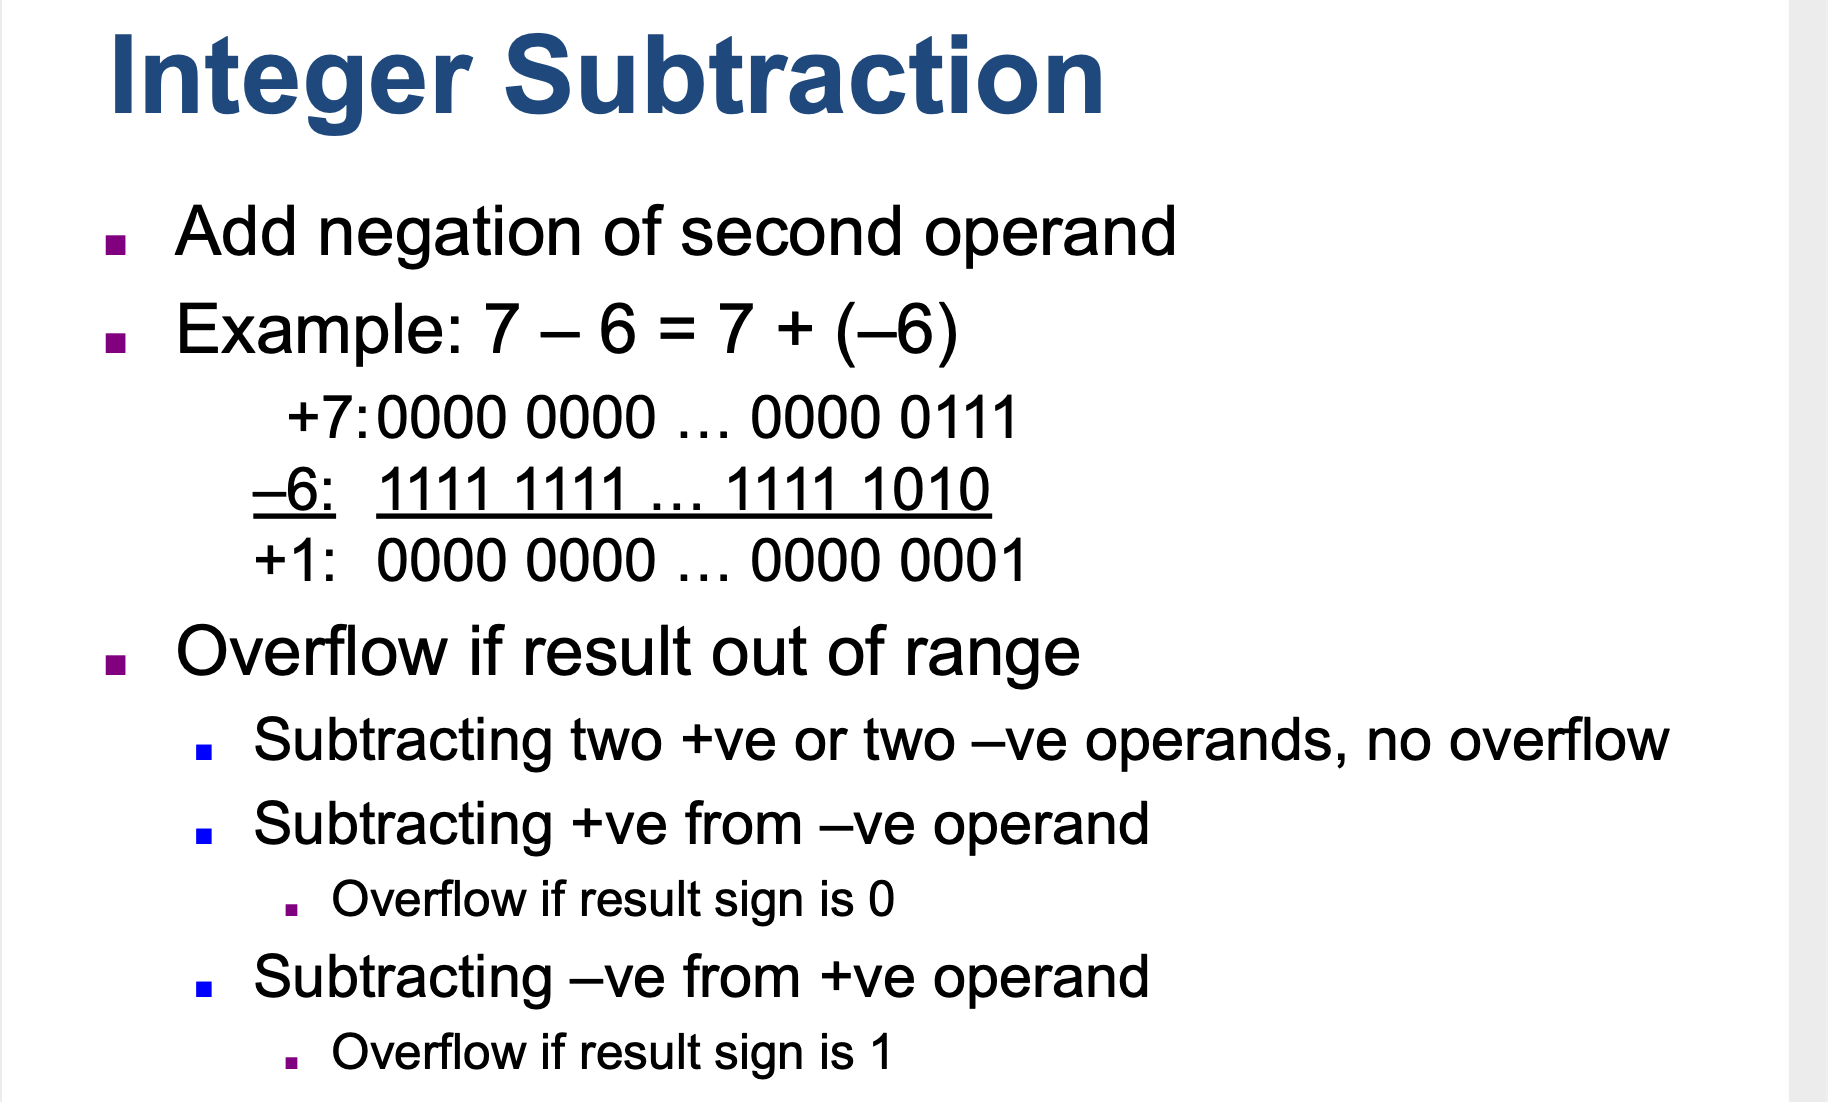 Integer Subtraction
Add negation of second operand
Example: 7 – 6 = 7 + (–6)
+7: 0000 0000 … 0000 0111
–6: 1111 1111 … 1111 1010
+1: 0000 0000 … 0000 0001
Overflow if result out of range
Subtracting two +ve or two –ve operands, no overflow
Subtracting +ve from –ve operand
Overflow if result sign is 0
Subtracting –ve from +ve operand
Overflow if result sign is 1